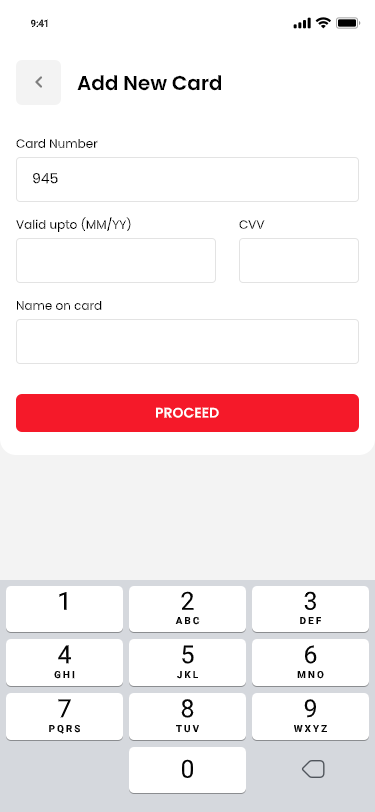 9:41
Add New Card
Card Number
945
Valid upto (MM/YY) CVV
Name on card
PROCEED
1 2 3
ABC DEF
4 5 6
GHI JKL MNO
7 8 9
PQRS TUV WXYZ
0